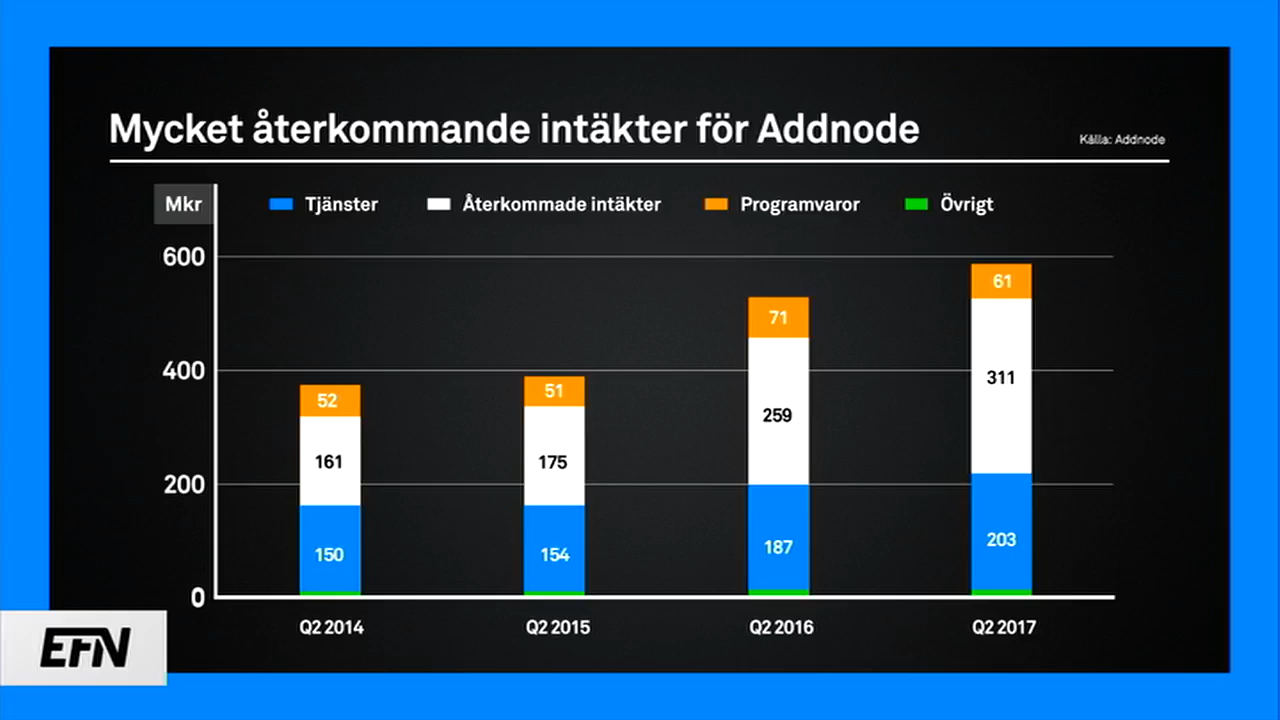 Mycket återkommande intäkter för Addnode
Källa: Addnode
Mkr
Tjänster
Återkommade intäkter
Programvaror
Övrigt
600
400
200
0
52
161
150
51
175
154
71
259
187
61
311
203
Q2 2014
Q2 2015
Q2 2016
Q2 2017
EFN